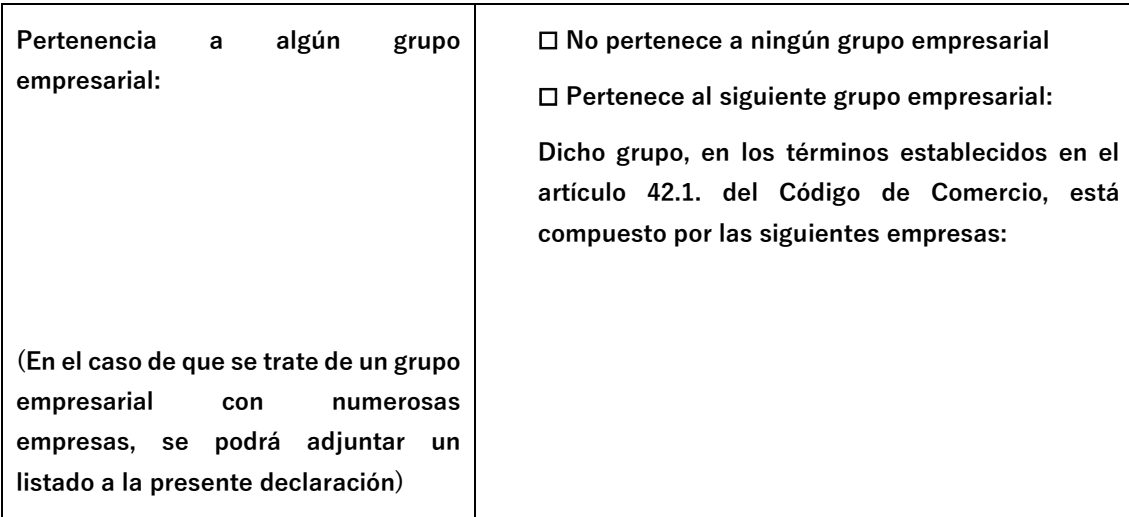 Pertenencia a algún grupo
empresarial:
(En el caso de que se trate de un grupo
empresarial con numerosas
empresas, se podrá adjuntar un
listado a la presente declaración)
☐ No pertenece a ningún grupo empresarial
☐ Pertenece al siguiente grupo empresarial:
Dicho grupo, en los términos establecidos en el
artículo 42.1. del Código de Comercio, está
compuesto por las siguientes empresas: